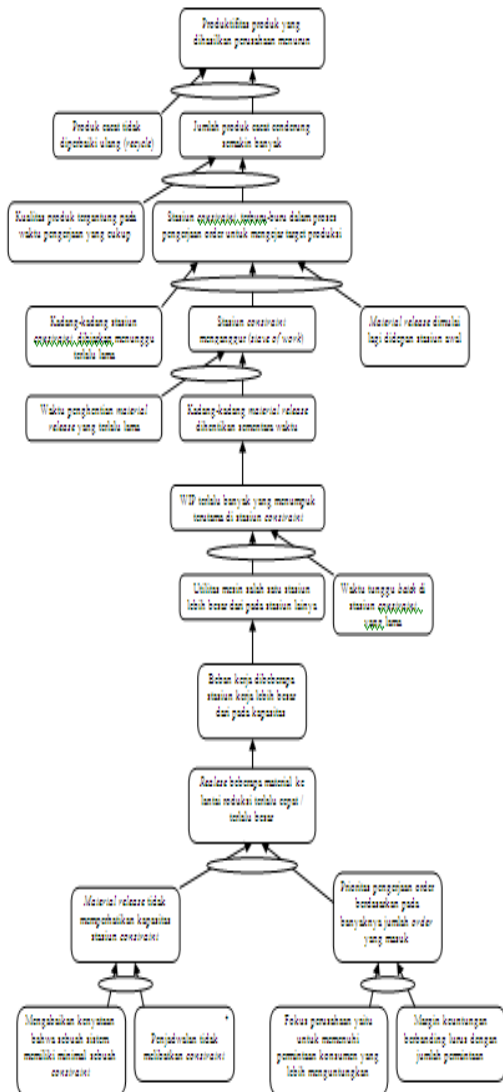 Produktifitas produk yang
dihasilkan perusahaan menurun
Produk cacat tidak
diperbaiki ulang (recycle)
Jumlah produk cacat cenderung
semakin banyak
Kualitas produk tergantung pada
waktu pengerjaan yang cukup
Stasiun constraint terburu-buru dalam proses
pengerjaan order untuk mengejar target produksi
Kadang-kadang stasiun
constraint dibiarkan menunggu
terlalu lama
Stasiun constraint
menganggur (stave of work)
Material release dimulai
lagi didepan stasiun awal
Waktu penghentian material
release yang terlalu lama
Kadang-kadang material release
dihentikan sementara waktu
WIP terlalu banyak yang menumpuk
terutama di stasiun constraint
Utilitas mesin salah satu stasiun
lebih besar dari pada stasiun lainya
Waktu tunggu batch di
stasiun constraint
yang lama
Beban kerja dibeberapa
stasiun kerja lebih besar
dari pada kapasitas
Realese beberapa material ke
lantai roduksi terlalu cepat /
terlalu besar
Material release tidak
memperhatikan kapasitas
stasiun constraint
Prioritas pengerjaan order
berdasarkan pada
banyaknya jumlah order
yang masuk
Mengabaikan kenyataan
bahwa sebuah sistem
memiliki minimal sebuah
constraint
Penjadwalan tidak
melibatkan constraint
Fokus perusahaan yaitu
untuk memenuhi
permintaan konsumen yang
lebih menguntungkan
Margin keuntungan
berbanding lurus dengan
jumlah permintaan